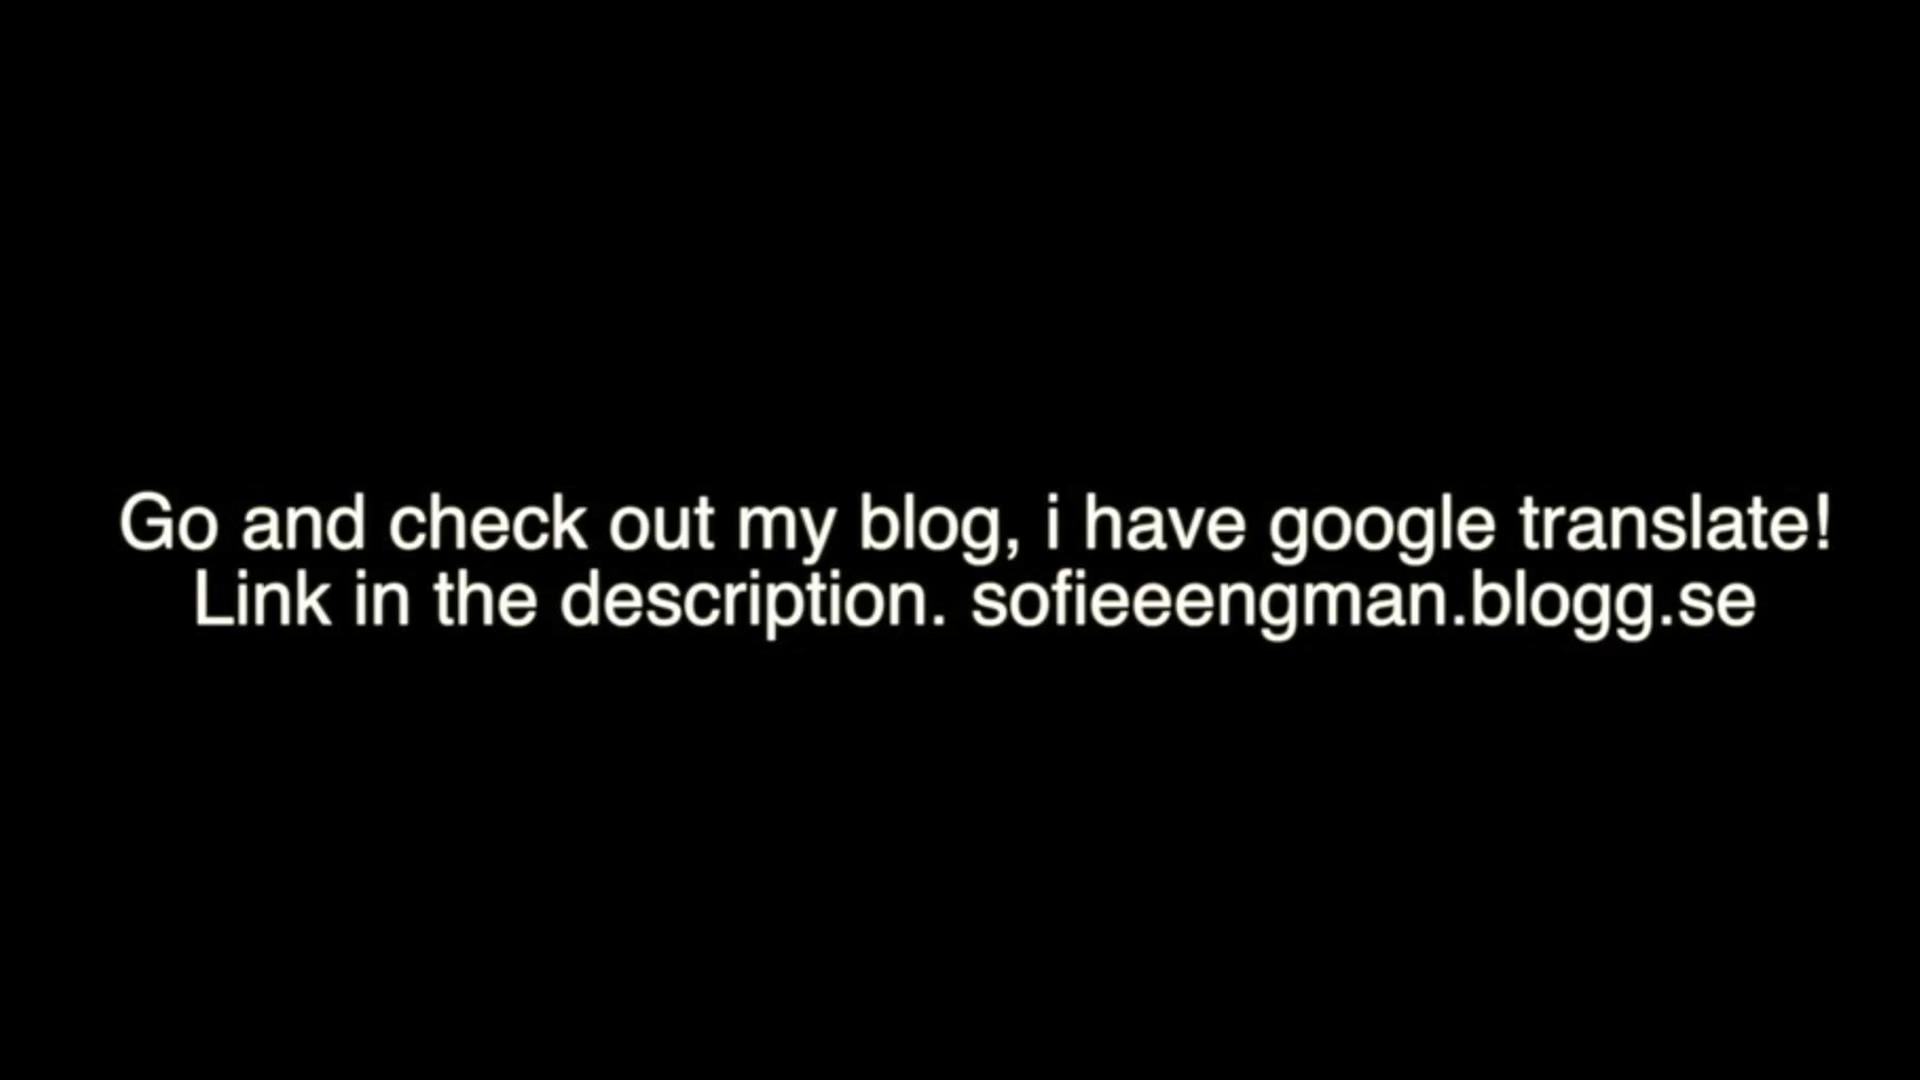 Go and check out my blog, i have google translate!
Link in the description. sofieeengman.blogg.se